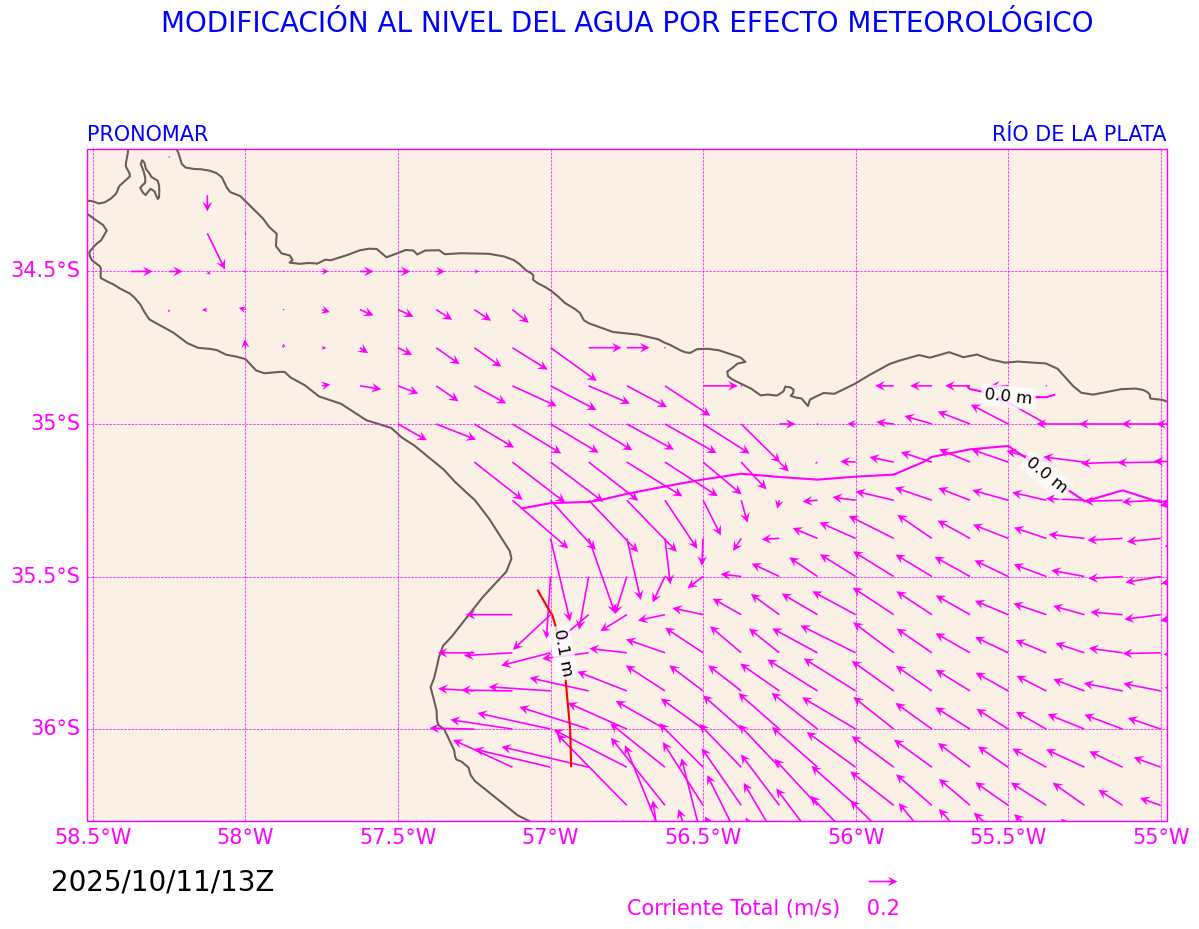 MODIFICACIÓN AL NIVEL DEL AGUA POR EFECTO METEOROLÓGICO
PRONOMAR
RÍO DE LA PLATA
0.0 m
34.5°S
35°S
0.0 m
35.5°S
0.1 m
36°S
58.5°W 58°W 57.5°W 57°W 56.5°W 56°W 55.5°W 55°W
2025/10/11/13Z
Corriente Total (m/s) 0.2